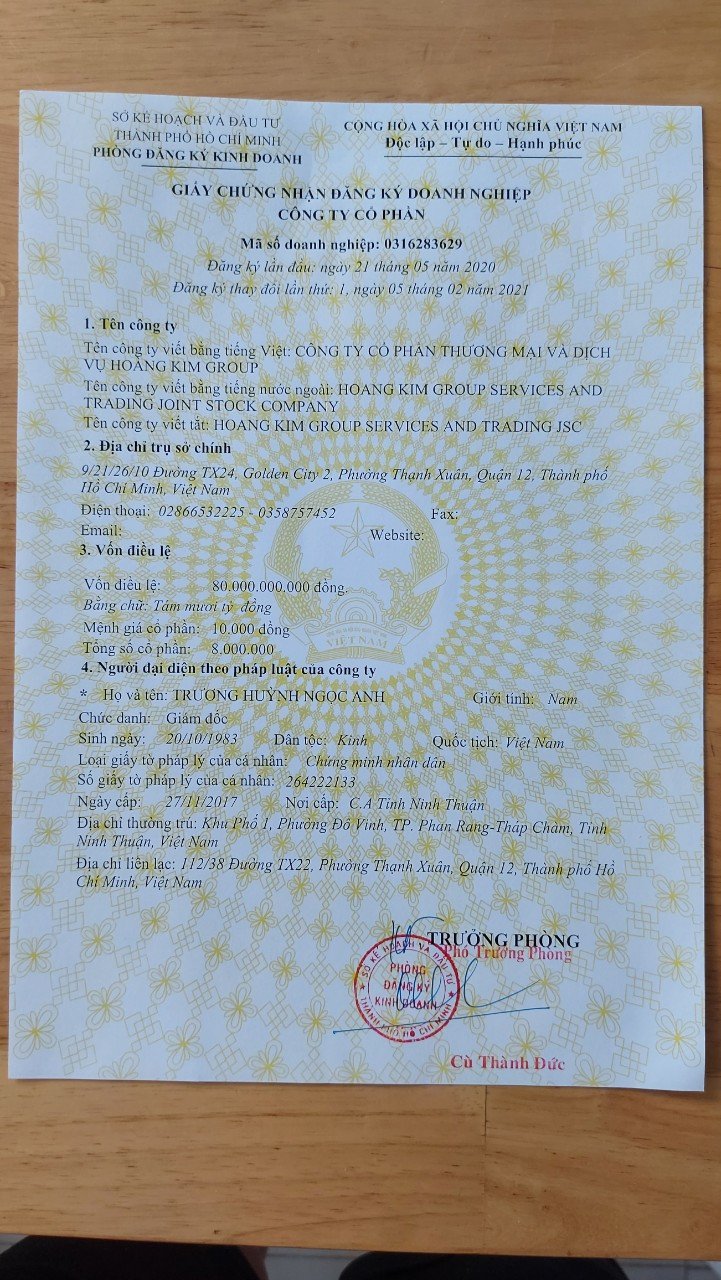 SỞ KẾ HOẠCH VÀ ĐẦU TƯ
THÀNH PHỐ HỒ CHÍ MINH
PHÒNG ĐĂNG KÝ KINH DOANH
CỘNG HÒA XÃ HỘI CHỦ NGHĨA VIỆT NAM
Độc lập – Tự do – Hạnh phúc
GIẤY CHỨNG NHẬN ĐĂNG KÝ DOANH NGHIỆP
CÔNG TY CỔ PHẦN
Mã số doanh nghiệp: 0316283629
Đăng ký lần đầu: ngày 21 tháng 05 năm 2020
Đăng ký thay đổi lần thứ: 1, ngày 05 tháng 02 năm 2021
1. Tên công ty
Tên công ty viết bằng tiếng Việt: CÔNG TY CỔ PHẦN THƯƠNG MẠI VÀ DỊCH
VỤ HOÀNG KIM GROUP
Tên công ty viết bằng tiếng nước ngoài: HOANG KIM GROUP SERVICES AND
TRADING JOINT STOCK COMPANY
Tên công ty viết tắt: HOANG KIM GROUP SERVICES AND TRADING JSC
2. Địa chỉ trụ sở chính
9/21/26/10 Đường TX24, Golden City 2, Phường Thạnh Xuân, Quận 12, Thành phố
Hồ Chí Minh, Việt Nam
Điện thoại: 02866532225 - 0358757452 Fax:
Email: Website:
3. Vốn điều lệ
Vốn điều lệ: 80.000.000.000 đồng.
Bằng chữ: Tám mươi tỷ đồng
Mệnh giá cổ phần: 10.000 đồng
Tổng số cổ phần: 8.000.000
VIỆT NAM
4. Người đại diện theo pháp luật của công ty
* Họ và tên: TRƯƠNG HUỲNH NGỌC ANH Giới tính: Nam
Chức danh: Giám đốc
Sinh ngày: 20/10/1983 Dân tộc: Kinh Quốc tịch: Việt Nam
Loại giấy tờ pháp lý của cá nhân: Chứng minh nhân dân
Số giấy tờ pháp lý của cá nhân: 264222133
Ngày cấp: 27/11/2017 Nơi cấp: C.A Tỉnh Ninh Thuận
Địa chỉ thường trú: Khu Phố 1, Phường Đô Vinh, TP. Phan Rang-Tháp Chàm, Tỉnh
Ninh Thuận, Việt Nam
Địa chỉ liên lạc: 112/38 Đường TX22, Phường Thạnh Xuân, Quận 12, Thành phố Hồ
Chí Minh, Việt Nam
TRƯỞNG PHÒNG
Phó Trưởng Phòng
SỞ KẾ HOẠCH VÀ ĐẦU TƯ
PHÒNG
ĐĂNG KÝ
KINH DOANH
THÀNH PHỐ HỒ CHÍ MINH
Cù Thành Đức